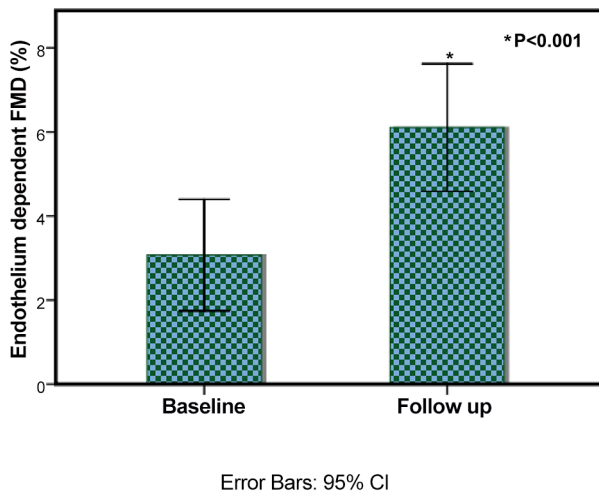 *P<0.001
*
Endothelium dependent FMD (%)
8
6
4
2
0
Baseline
Follow up
Error Bars: 95% CI